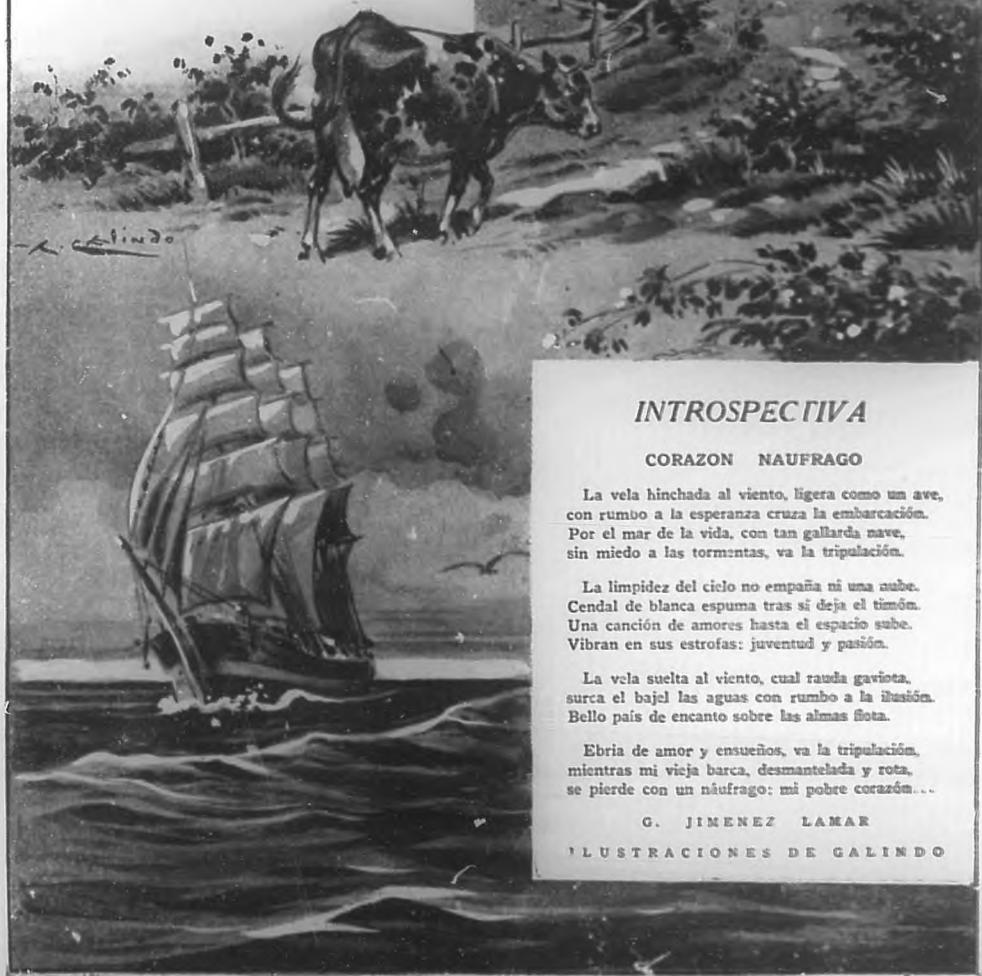 Galindo
INTROSPECTIVA
CORAZON NAUFRAGO
La vela hinchada al viento, ligera como un ave,
con rumbo a la esperanza cruza la embarcación.
Por el mar de la vida, con tan gallarda nave,
sin miedo a las tormentas, va la tripulación.
La limpidez del cielo no empaña ni una nube.
Cendal de blanca espuma tras sí deja el timón.
Una canción de amores hasta el espacio sube.
Vibran en sus estrofas: juventud y pasión.
La vela suelta al viento, cual rauda gaviota,
surca el bajel las aguas con rumbo a la ilusión.
Bello país de encanto sobre las almas flota.
Ebria de amor y ensueños, va la tripulación,
mientras mi vieja barca, desmantelada y rota,
se pierde con un náufrago: mi pobre corazón...
G. JIMENEZ LAMAR
ILUSTRACIONES DE GALINDO